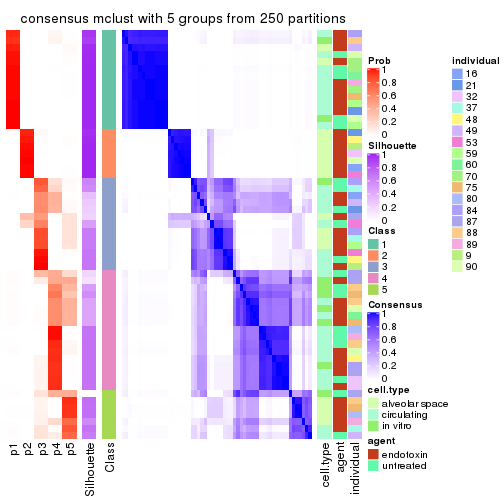 consensus mclust with 5 groups from 250 partitions
p1
p2
p3
p4
p5
Silhouette
Class
cell.type
agent
individual
Prob
1
0.8
0.6
0.4
0.2
0
Silhouette
1
0.8
0.6
0.4
0.2
0
Class
1
2
3
4
5
Consensus
1
0.8
0.6
0.4
0.2
0
cell.type
alveolar space
circulating
in vitro
agent
endotoxin
untreated
individual
16
21
32
37
48
49
53
59
60
70
75
80
84
87
88
89
9
90